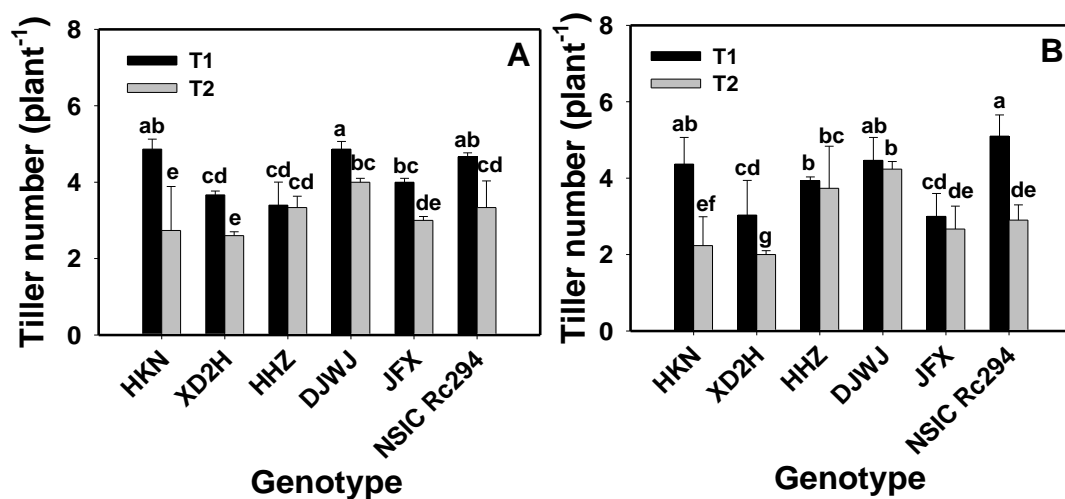 Tiller number (plant⁻¹)
8
6
4
2
0
T1
T2
A
ab
e
cd
e
cd
cd
a
bc
bc
de
ab
cd
HKN
XD2H
HHZ
DJWJ
JFX
NSIC Rc294
Genotype
Tiller number (plant⁻¹)
8
6
4
2
0
T1
T2
B
ab
ef
cd
g
b
bc
ab
b
cd
de
a
de
HKN
XD2H
HHZ
DJWJ
JFX
NSIC Rc294
Genotype